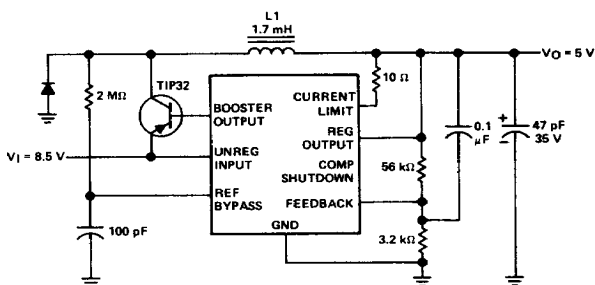 L1
1.7 mH
VO = 5 V
2 MΩ
TIP32
10 Ω
BOOSTER
OUTPUT
CURRENT
LIMIT
REG
OUTPUT
0.1
μF
+
−
47 pF
35 V
VI = 8.5 V
UNREG
INPUT
COMP
SHUTDOWN
56 kΩ
REF
BYPASS
FEEDBACK
GND
100 pF
3.2 kΩ